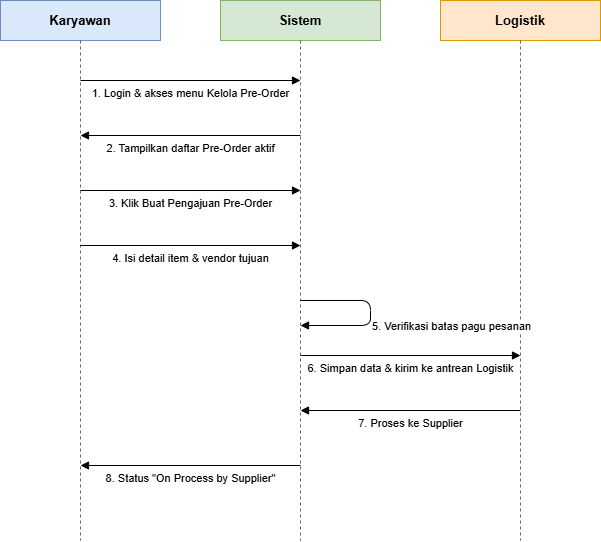 Karyawan
Sistem
Logistik
1. Login & akses menu Kelola Pre-Order
2. Tampilkan daftar Pre-Order aktif
3. Klik Buat Pengajuan Pre-Order
4. Isi detail item & vendor tujuan
5. Verifikasi batas pagu pesanan
6. Simpan data & kirim ke antrean Logistik
7. Proses ke Supplier
8. Status "On Process by Supplier"